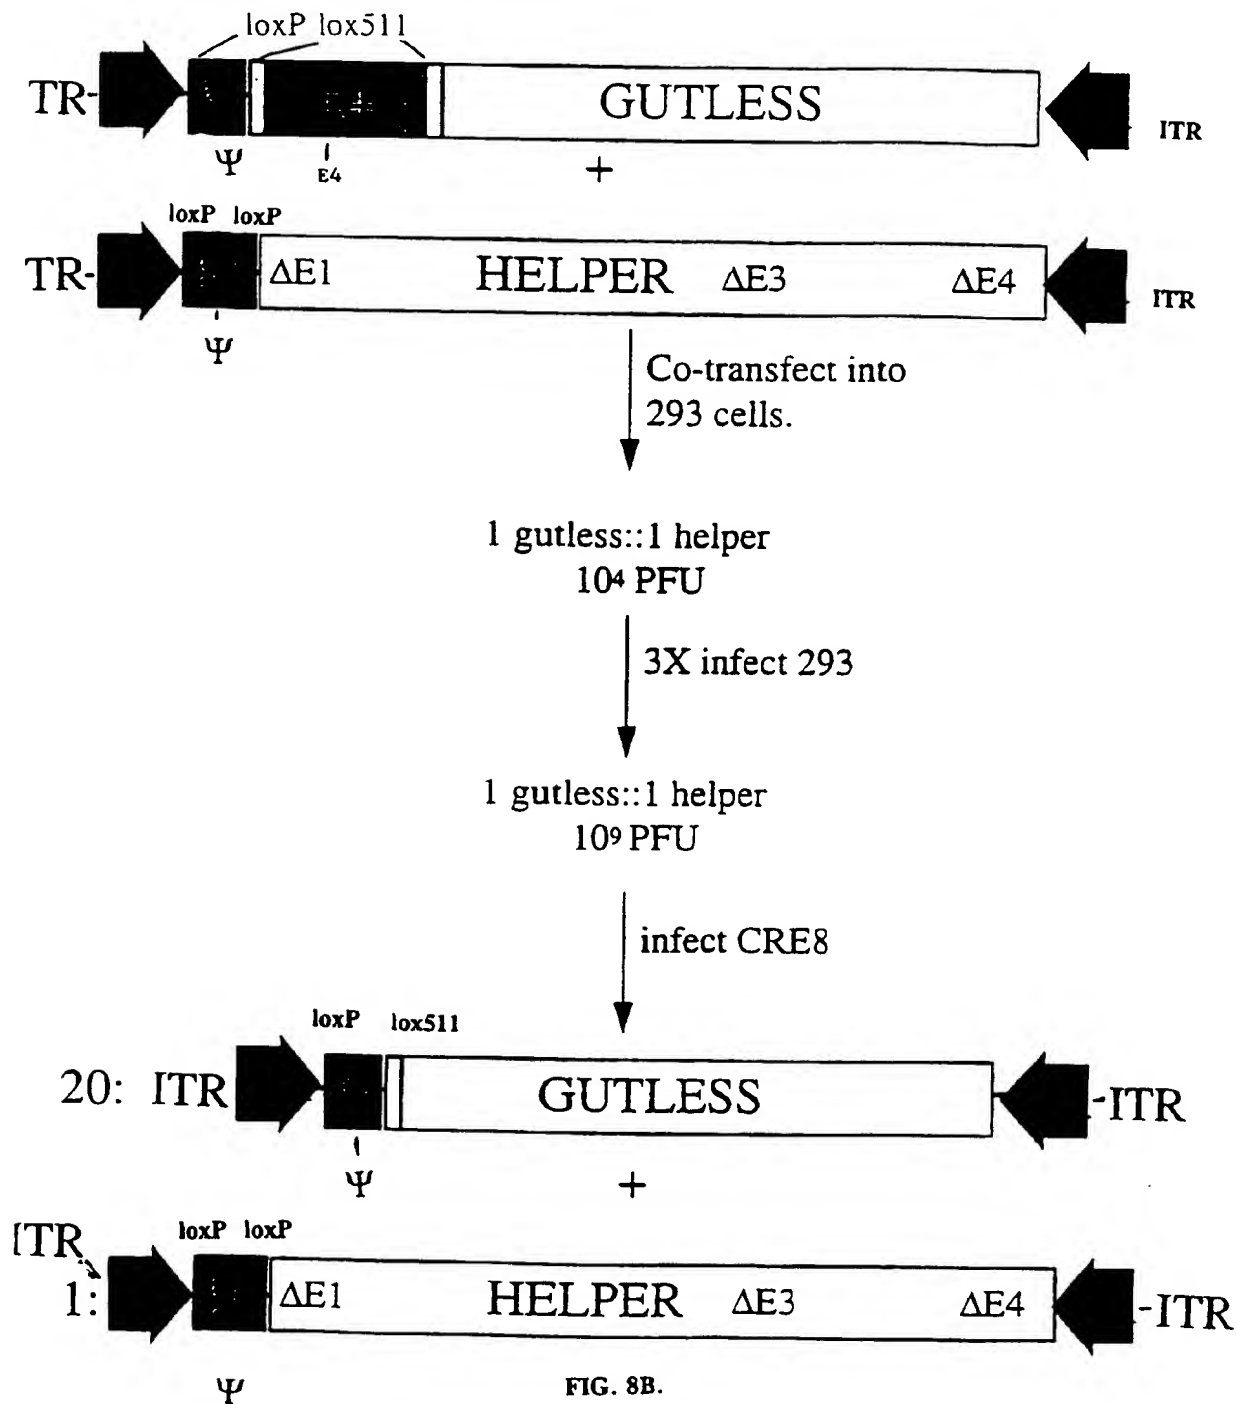 loxP lox511
TR- GUTLESS ITR
Ψ E4
+
loxP loxP
TR- ΔE1 HELPER ΔE3 ΔE4 ITR
Ψ
Co-transfect into
293 cells.
1 gutless::1 helper
10⁴ PFU
3X infect 293
1 gutless::1 helper
10⁹ PFU
infect CRE8
loxP lox511
20: ITR GUTLESS -ITR
Ψ
+
ITR loxP loxP
1: ΔE1 HELPER ΔE3 ΔE4 -ITR
Ψ
FIG. 8B.